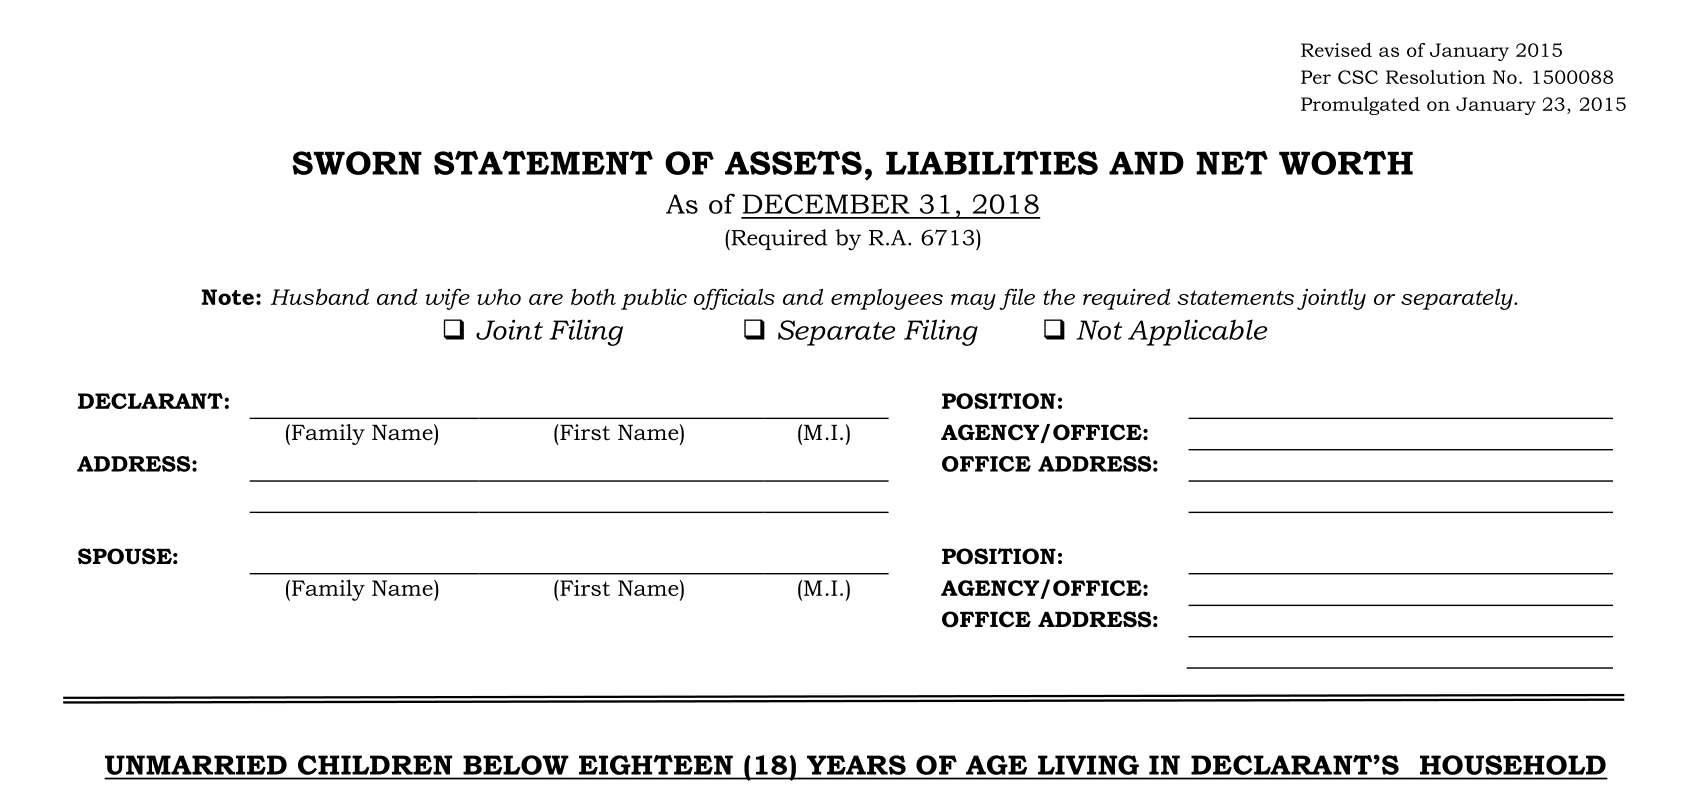 Revised as of January 2015
Per CSC Resolution No. 1500088
Promulgated on January 23, 2015
SWORN STATEMENT OF ASSETS, LIABILITIES AND NET WORTH
As of DECEMBER 31, 2018
(Required by R.A. 6713)
Note: Husband and wife who are both public officials and employees may file the required statements jointly or separately.
❑ Joint Filing ❑ Separate Filing ❑ Not Applicable
DECLARANT: POSITION:
(Family Name) (First Name) (M.I.) AGENCY/OFFICE:
ADDRESS: OFFICE ADDRESS:
SPOUSE: POSITION:
(Family Name) (First Name) (M.I.) AGENCY/OFFICE:
OFFICE ADDRESS:
UNMARRIED CHILDREN BELOW EIGHTEEN (18) YEARS OF AGE LIVING IN DECLARANT’S HOUSEHOLD